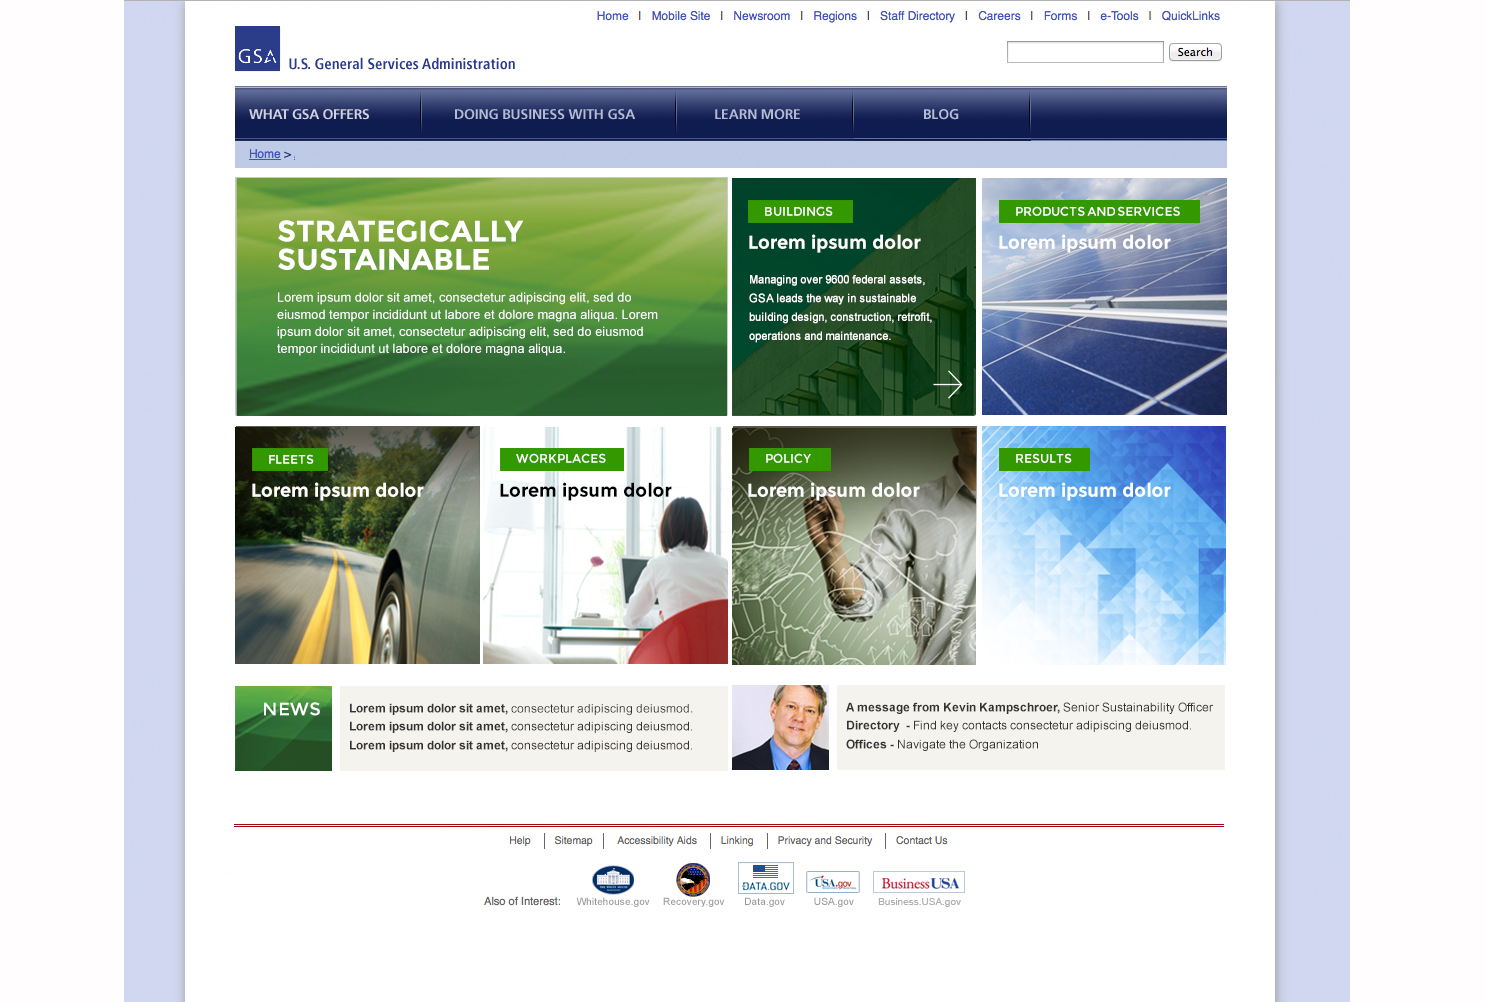 Home | Mobile Site | Newsroom | Regions | Staff Directory | Careers | Forms | e-Tools | QuickLinks
GSA
U.S. General Services Administration
Search
WHAT GSA OFFERS
DOING BUSINESS WITH GSA
LEARN MORE
BLOG
Home > .
STRATEGICALLY
SUSTAINABLE
Lorem ipsum dolor sit amet, consectetur adipiscing elit, sed do
eiusmod tempor incididunt ut labore et dolore magna aliqua. Lorem
ipsum dolor sit amet, consectetur adipiscing elit, sed do eiusmod
tempor incididunt ut labore et dolore magna aliqua.
BUILDINGS
Lorem ipsum dolor
Managing over 9600 federal assets,
GSA leads the way in sustainable
building design, construction, retrofit,
operations and maintenance.
PRODUCTS AND SERVICES
Lorem ipsum dolor
FLEETS
Lorem ipsum dolor
WORKPLACES
Lorem ipsum dolor
POLICY
Lorem ipsum dolor
RESULTS
Lorem ipsum dolor
NEWS
Lorem ipsum dolor sit amet, consectetur adipiscing deiusmod.
Lorem ipsum dolor sit amet, consectetur adipiscing deiusmod.
Lorem ipsum dolor sit amet, consectetur adipiscing deiusmod.
A message from Kevin Kampschroer, Senior Sustainability Officer
Directory - Find key contacts consectetur adipiscing deiusmod.
Offices - Navigate the Organization
Help | Sitemap | Accessibility Aids | Linking | Privacy and Security | Contact Us
DATA.GOV
USA.gov
Business USA
Also of Interest: Whitehouse.gov Recovery.gov Data.gov USA.gov Business.USA.gov